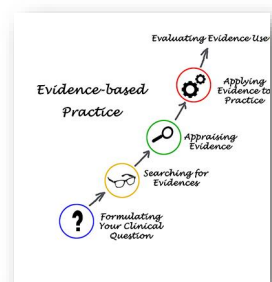 Evaluating Evidence Use
Evidence-based
Practice
Applying
Evidence to
Practice
Appraising
Evidence
Searching for
Evidences
?
Formulating
Your Clinical
Question